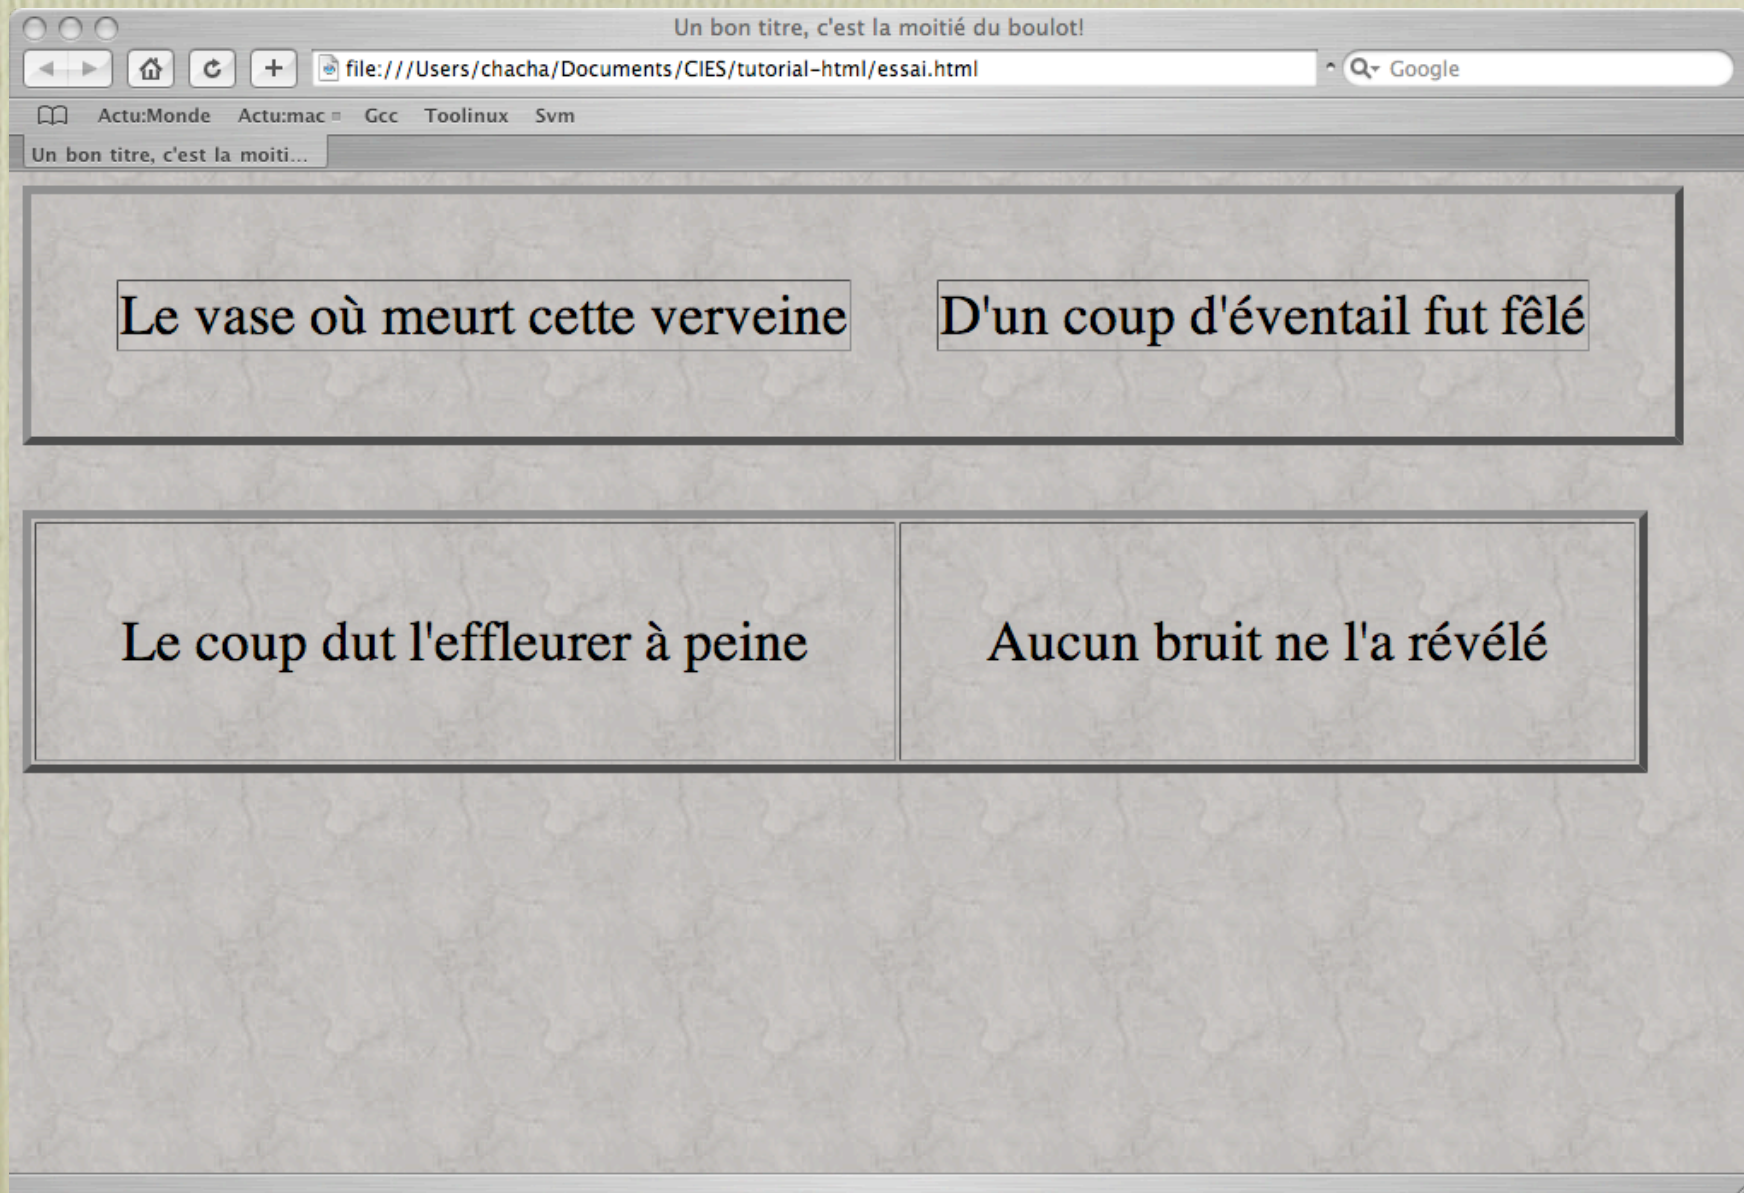 Un bon titre, c'est la moitié du boulot!
file:///Users/chacha/Documents/CIES/tutorial-html/essai.html
Google
Actu:Monde Actu:mac Gcc Toolinux Svm
Un bon titre, c'est la moiti...
Le vase où meurt cette verveine D'un coup d'éventail fut fêlé
Le coup dut l'effleurer à peine Aucun bruit ne l'a révélé